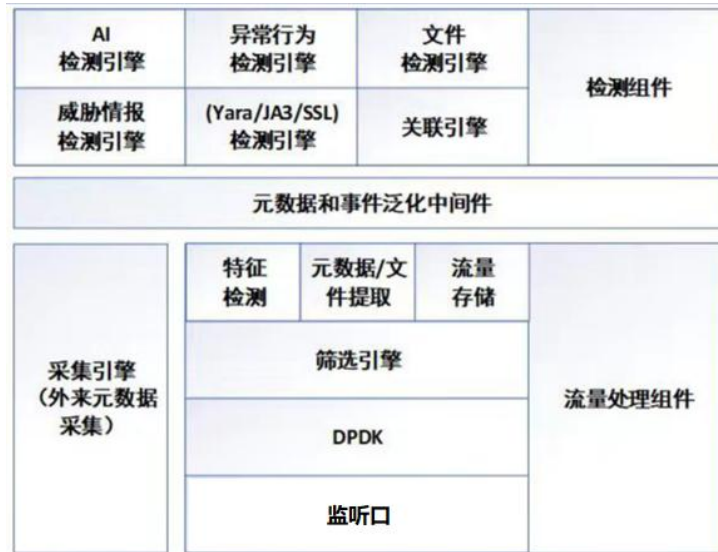 AI
检测引擎
异常行为
检测引擎
文件
检测引擎
检测组件
威胁情报
检测引擎
(Yara/JA3/SSL)
检测引擎
关联引擎
元数据和事件泛化中间件
采集引擎
（外来元数据
采集）
特征
检测
元数据/文
件提取
流量
存储
筛选引擎
DPDK
监听口
流量处理组件